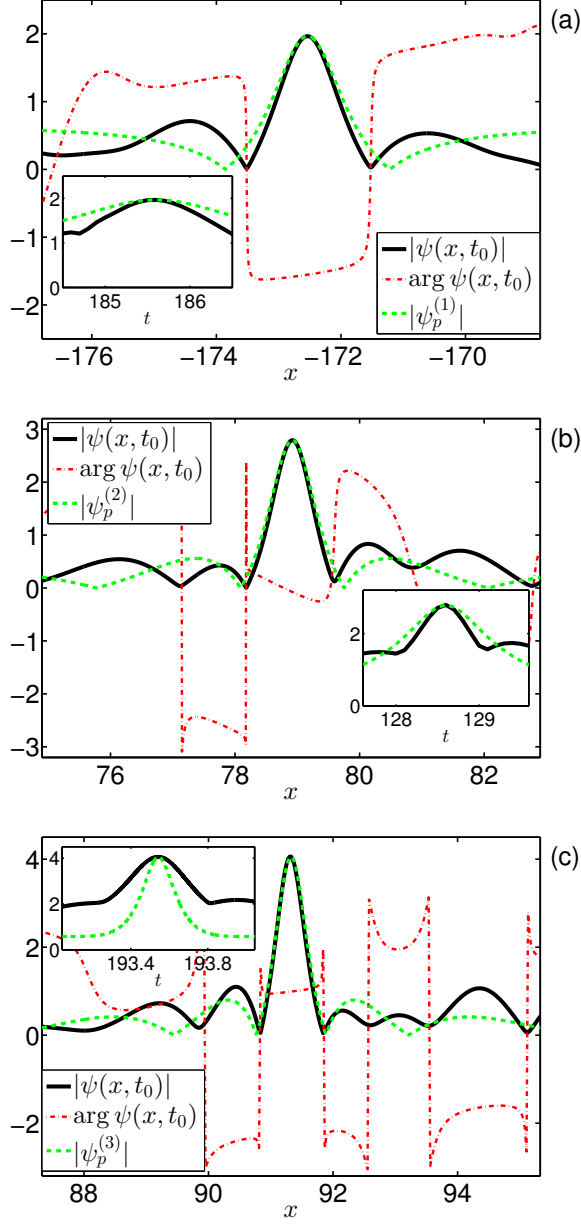 (a)
2
1
0
−1
−2
2
1
0
185
186
t
|ψ(x, t₀)|
arg ψ(x, t₀)
|ψₚ⁽¹⁾|
−176
−174
−172
−170
x
(b)
3
2
1
0
−1
−2
−3
|ψ(x, t₀)|
arg ψ(x, t₀)
|ψₚ⁽²⁾|
2
0
128
129
t
76
78
80
82
x
(c)
4
2
0
−2
4
2
0
193.4
193.8
t
|ψ(x, t₀)|
arg ψ(x, t₀)
|ψₚ⁽³⁾|
88
90
92
94
x